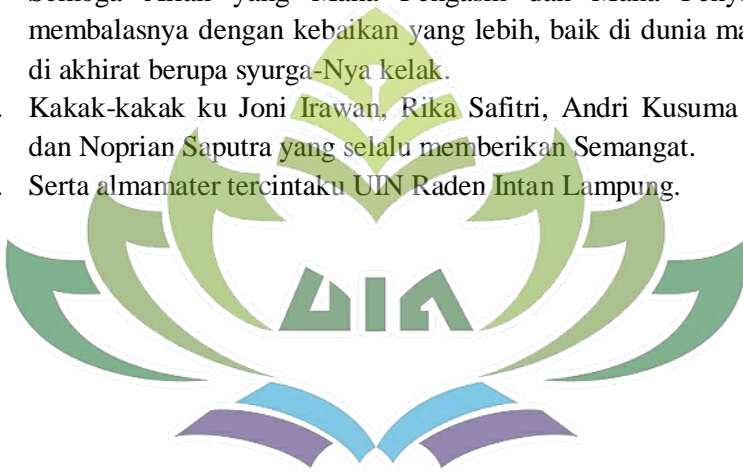 membalasnya dengan kebaikan yang lebih, baik di dunia
di akhirat berupa syurga-Nya kelak.
Kakak-kakak ku Joni Irawan, Rika Safitri, Andri Kusuma
dan Noprian Saputra yang selalu memberikan Semangat.
Serta almamater tercintaku UIN Raden Intan Lampung.
UIN